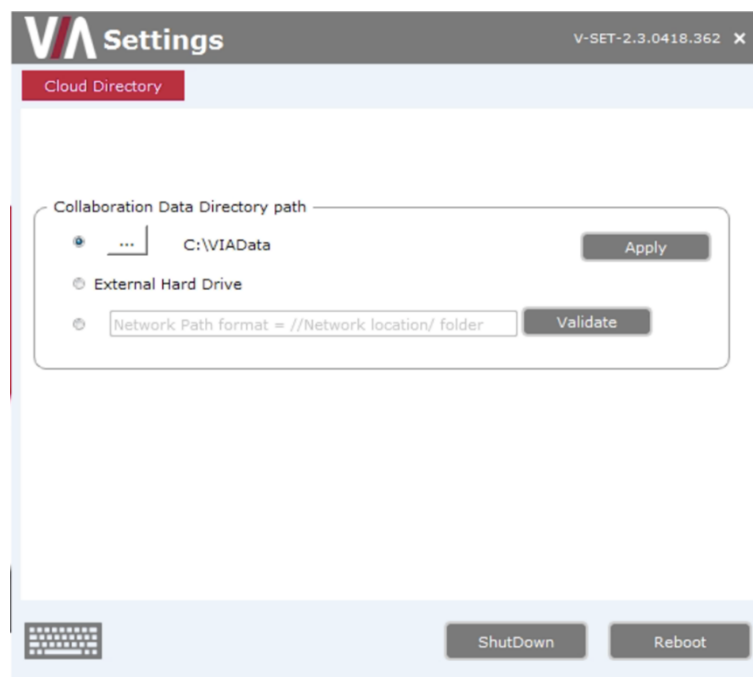 VIA Settings V-SET-2.3.0418.362 ×
Cloud Directory
Collaboration Data Directory path
... C:\VIAData Apply
External Hard Drive
Network Path format = //Network location/ folder Validate
ShutDown Reboot